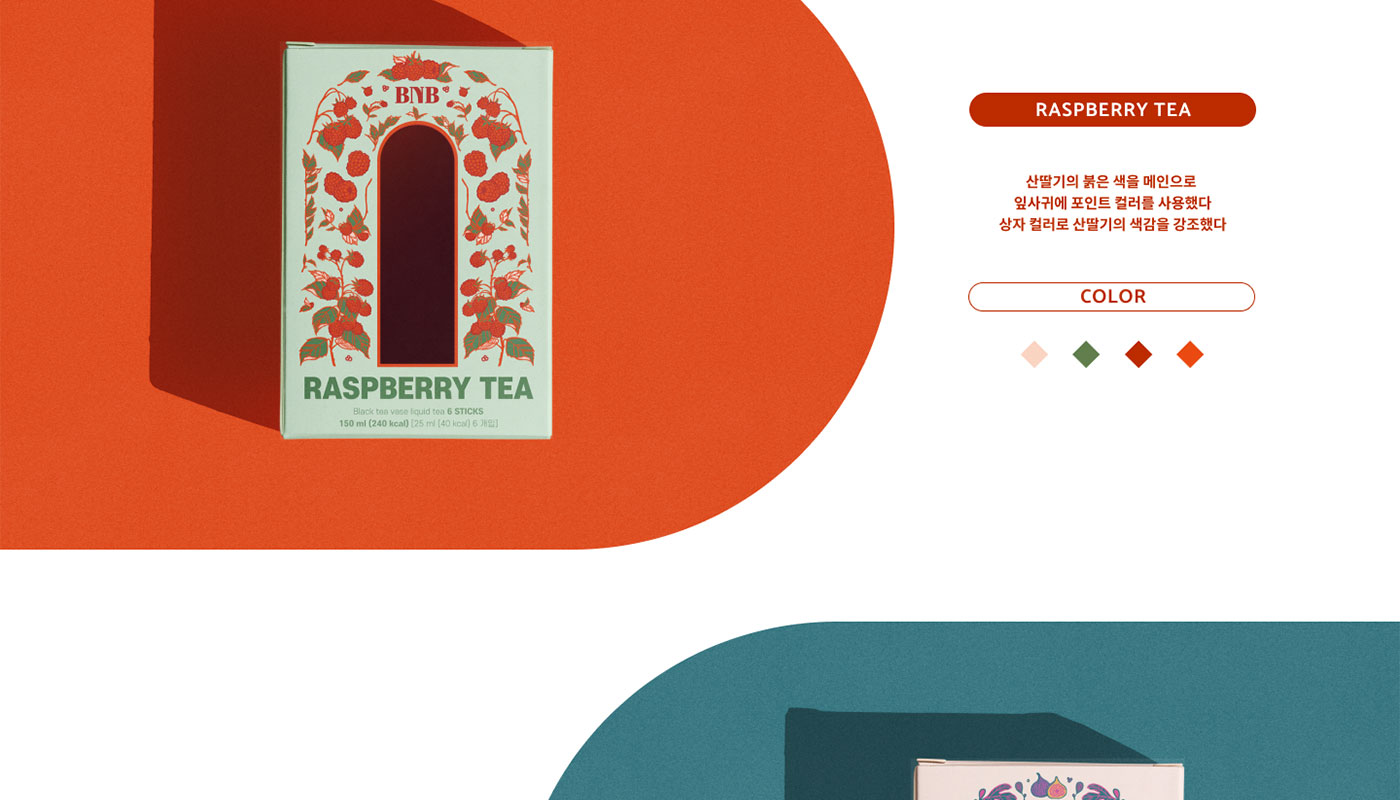 BNB
RASPBERRY TEA
Black tea vase liquid tea 6 STICKS
150 ml (240 kcal) [25 ml [40 kcal] 6 개입]
RASPBERRY TEA
산딸기의 붉은 색을 메인으로
잎사귀에 포인트 컬러를 사용했다
상자 컬러로 산딸기의 색감을 강조했다
COLOR